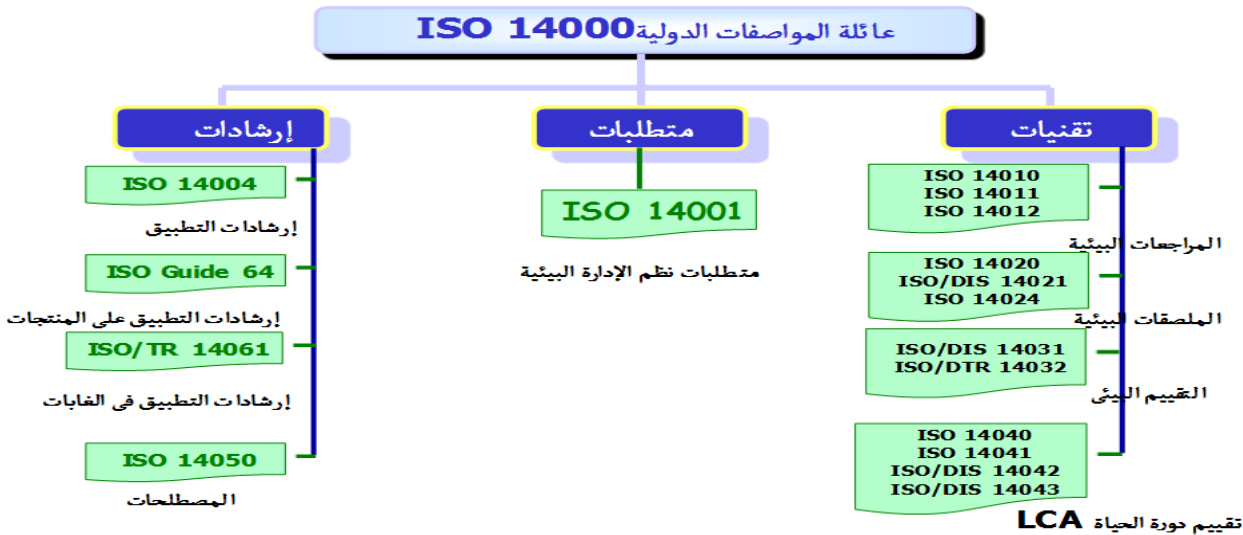 عائلة المواصفات الدولية ISO 14000
تقنيات
ISO 14010
ISO 14011
ISO 14012
المراجعات البيئية
ISO 14020
ISO/DIS 14021
ISO 14024
الملصقات البيئية
ISO/DIS 14031
ISO/DTR 14032
التقييم البيئى
ISO 14040
ISO 14041
ISO/DIS 14042
ISO/DIS 14043
تقييم دورة الحياة LCA
متطلبات
ISO 14001
متطلبات نظم الإدارة البيئية
إرشادات
ISO 14004
إرشادات التطبيق
ISO Guide 64
إرشادات التطبيق على المنتجات
ISO/TR 14061
إرشادات التطبيق فى الغابات
ISO 14050
المصطلحات